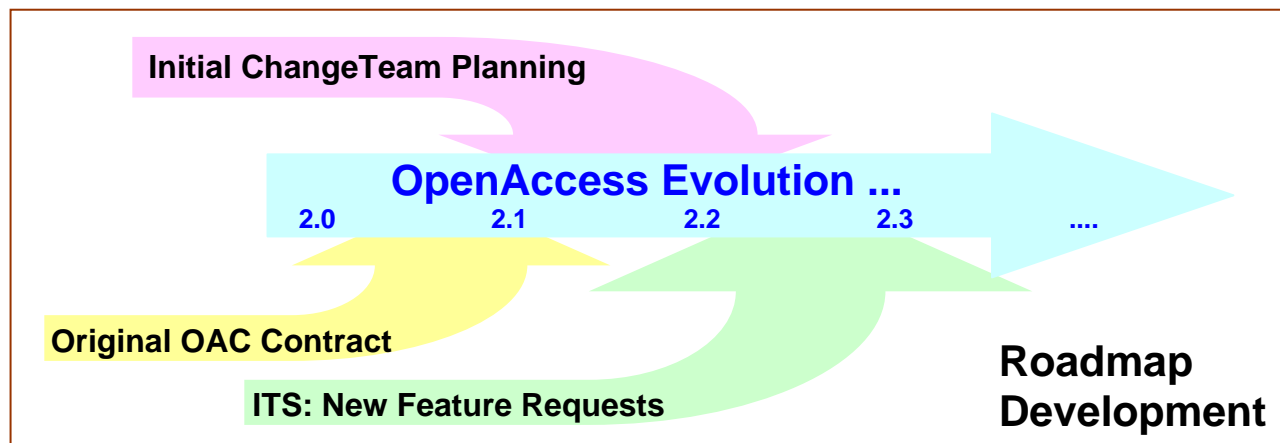 Initial ChangeTeam Planning
OpenAccess Evolution ...
2.0 2.1 2.2 2.3 ....
Original OAC Contract
ITS: New Feature Requests
Roadmap
Development